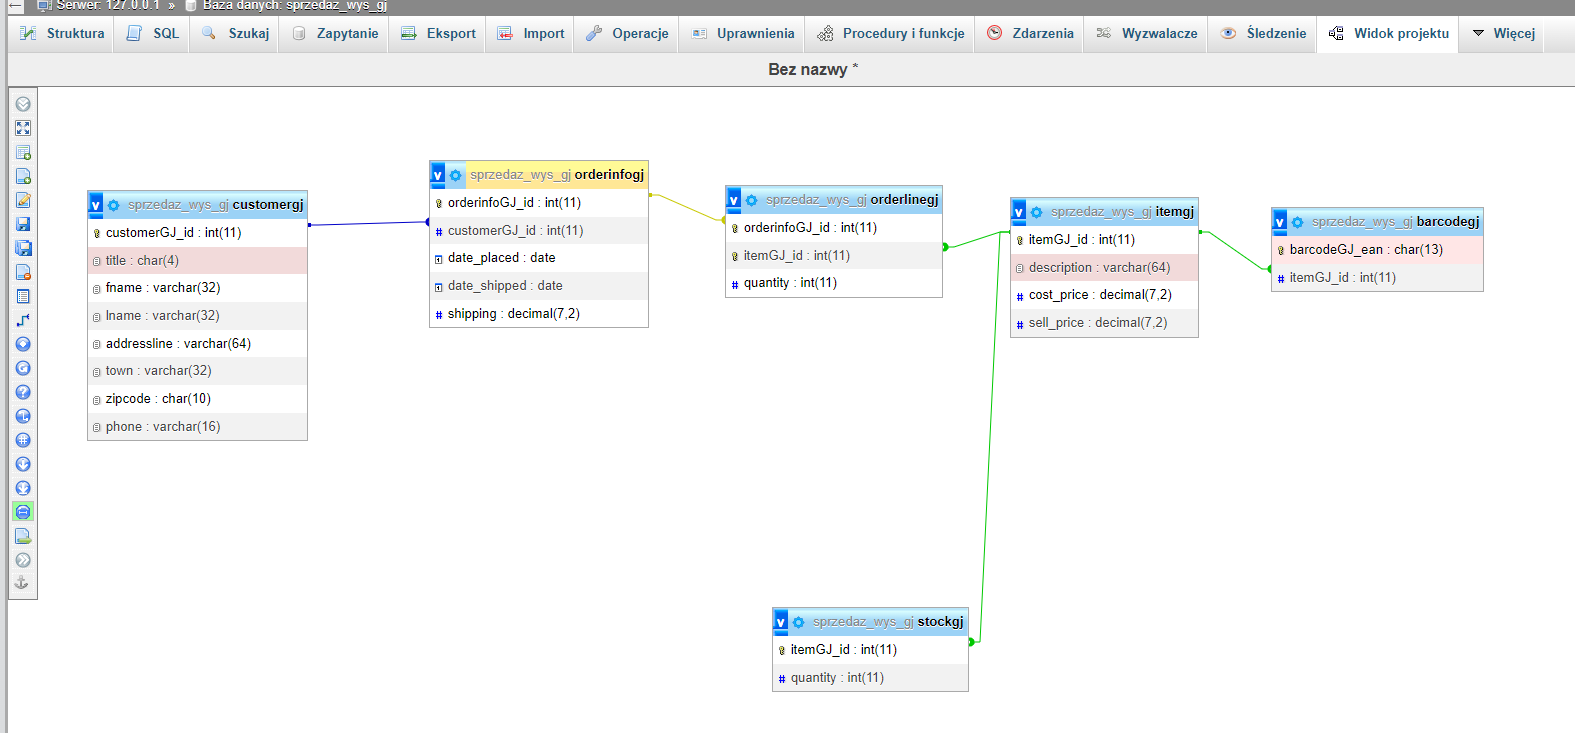 Serwer: 127.0.0.1 » Baza danych: sprzedaz_wys_gj
Struktura SQL Szukaj Zapytanie Eksport Import Operacje Uprawnienia Procedury i funkcje Zdarzenia Wyzwalacze Śledzenie Widok projektu Więcej
Bez nazwy *
v sprzedaz_wys_gj customergj
customerGJ_id : int(11)
title : char(4)
fname : varchar(32)
lname : varchar(32)
addressline : varchar(64)
town : varchar(32)
zipcode : char(10)
phone : varchar(16)
v sprzedaz_wys_gj orderinfogj
orderinfoGJ_id : int(11)
# customerGJ_id : int(11)
date_placed : date
date_shipped : date
# shipping : decimal(7,2)
v sprzedaz_wys_gj orderlinegj
orderinfoGJ_id : int(11)
itemGJ_id : int(11)
# quantity : int(11)
v sprzedaz_wys_gj itemgj
itemGJ_id : int(11)
description : varchar(64)
# cost_price : decimal(7,2)
# sell_price : decimal(7,2)
v sprzedaz_wys_gj barcodegj
barcodeGJ_ean : char(13)
# itemGJ_id : int(11)
v sprzedaz_wys_gj stockgj
itemGJ_id : int(11)
# quantity : int(11)